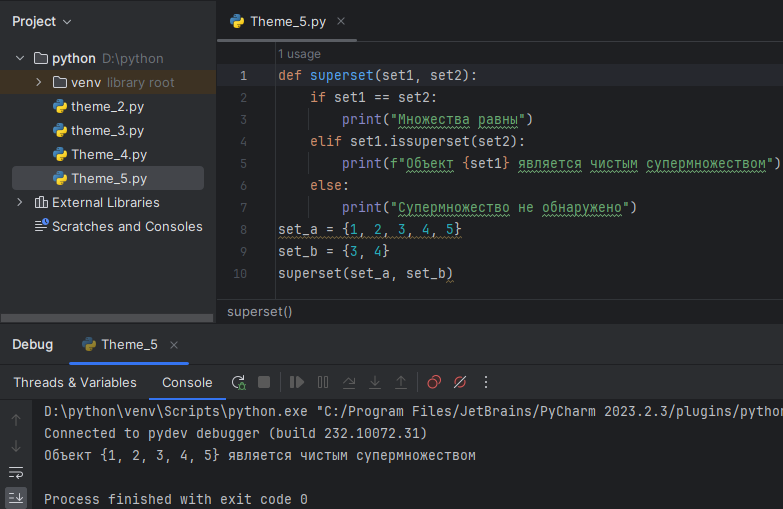 Project
Theme_5.py
python D:\python
venv library root
theme_2.py
theme_3.py
Theme_4.py
Theme_5.py
External Libraries
Scratches and Consoles
1 usage
1 def superset(set1, set2):
2 if set1 == set2:
3 print("Множества равны")
4 elif set1.issuperset(set2):
5 print(f"Объект {set1} является чистым супермножеством")
6 else:
7 print("Супермножество не обнаружено")
8 set_a = {1, 2, 3, 4, 5}
9 set_b = {3, 4}
10 superset(set_a, set_b)
superset()
Debug Theme_5
Threads & Variables Console
D:\python\venv\Scripts\python.exe "C:/Program Files/JetBrains/PyCharm 2023.2.3/plugins/python
Connected to pydev debugger (build 232.10072.31)
Объект {1, 2, 3, 4, 5} является чистым супермножеством
Process finished with exit code 0